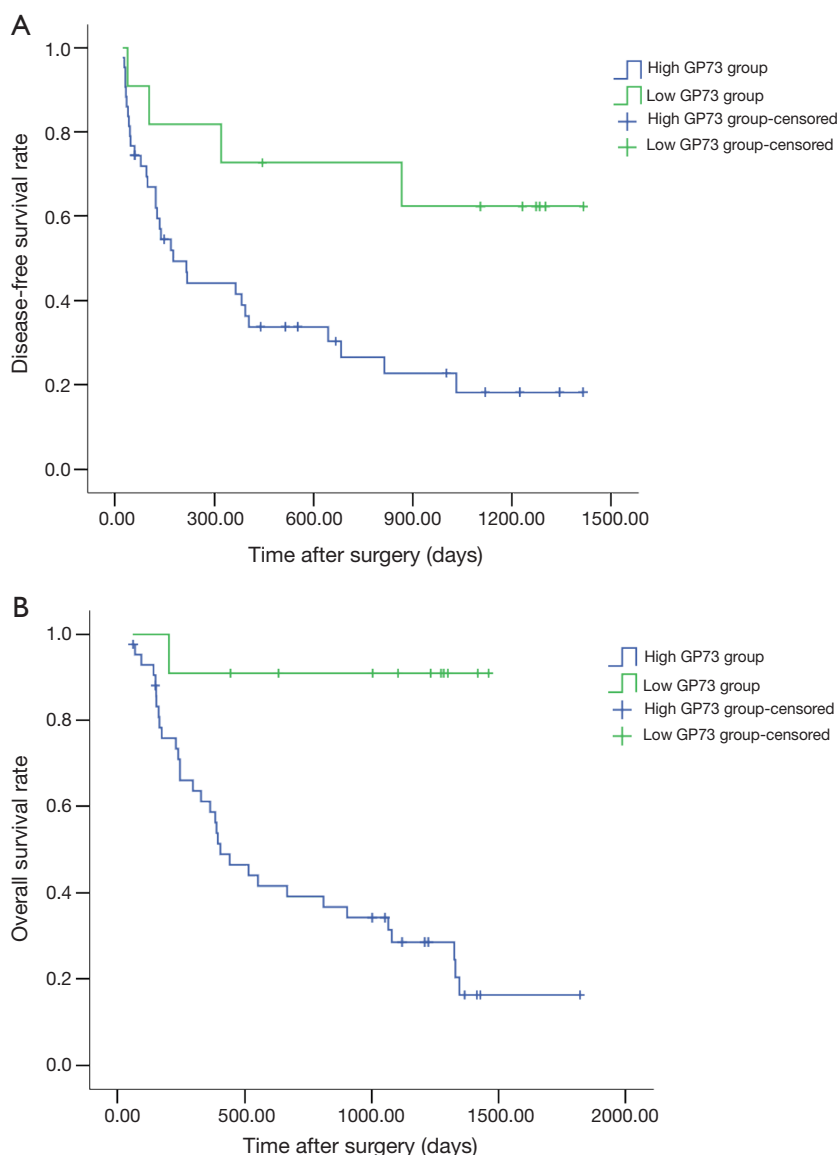 A
1.0
0.8
0.6
0.4
0.2
0.0
Disease-free survival rate
0.00 300.00 600.00 900.00 1200.00 1500.00
Time after surgery (days)
High GP73 group
Low GP73 group
High GP73 group-censored
Low GP73 group-censored
B
1.0
0.8
0.6
0.4
0.2
0.0
Overall survival rate
0.00 500.00 1000.00 1500.00 2000.00
Time after surgery (days)
High GP73 group
Low GP73 group
High GP73 group-censored
Low GP73 group-censored